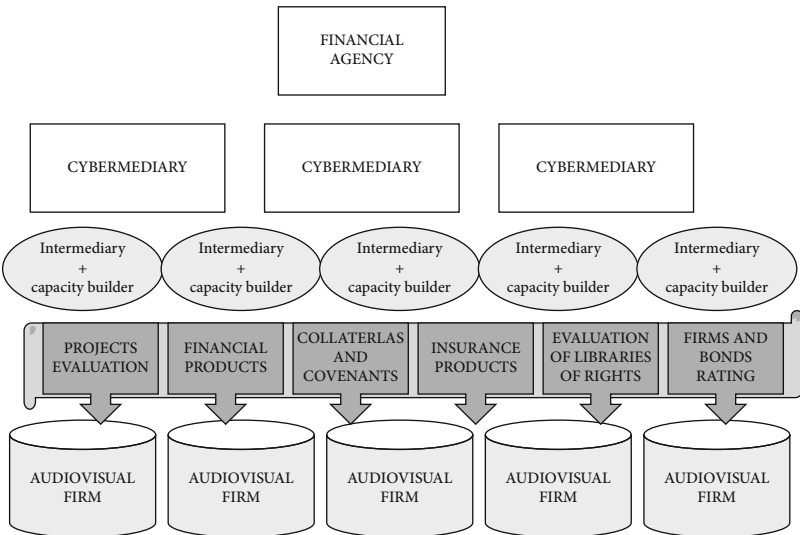 FINANCIAL
AGENCY
CYBERMEDIARY
CYBERMEDIARY
CYBERMEDIARY
Intermediary
+
capacity builder
Intermediary
+
capacity builder
Intermediary
+
capacity builder
Intermediary
+
capacity builder
Intermediary
+
capacity builder
PROJECTS
EVALUATION
FINANCIAL
PRODUCTS
COLLATERLAS
AND
COVENANTS
INSURANCE
PRODUCTS
EVALUATION
OF LIBRARIES
OF RIGHTS
FIRMS AND
BONDS
RATING
AUDIOVISUAL
FIRM
AUDIOVISUAL
FIRM
AUDIOVISUAL
FIRM
AUDIOVISUAL
FIRM
AUDIOVISUAL
FIRM